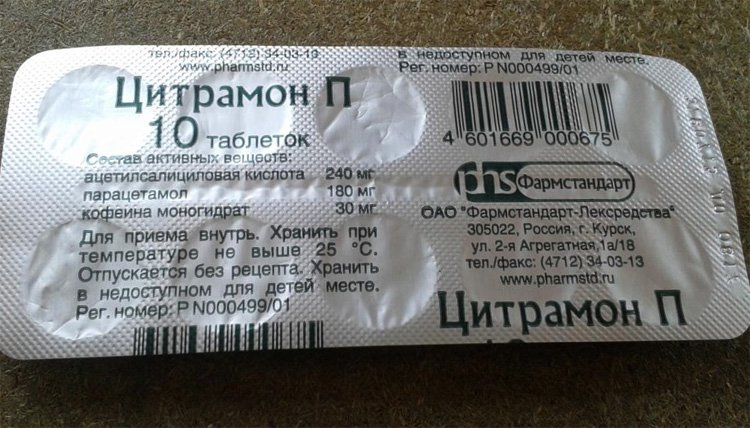 тел./факс: (4712) 34-03-13
www.pharmstd.ru
Цитрамон П
10 таблеток
Состав активных веществ:
ацетилсалициловая кислота 240 мг
парацетамол 180 мг
кофеина моногидрат 30 мг
Для приема внутрь. Хранить при
температуре не выше 25 °С.
Отпускается без рецепта. Хранить
в недоступном для детей месте.
Рег. номер: Р N000499/01
в недоступном для детей месте.
Рег. номер: Р N000499/01
4 601669 000675
phs Фармстандарт
ОАО "Фармстандарт-Лексредства"
305022, Россия, г. Курск,
ул. 2-я Агрегатная,1а/18
тел./факс: (4712) 34-03-13
www.pharmstd.ru
Цитрамон П